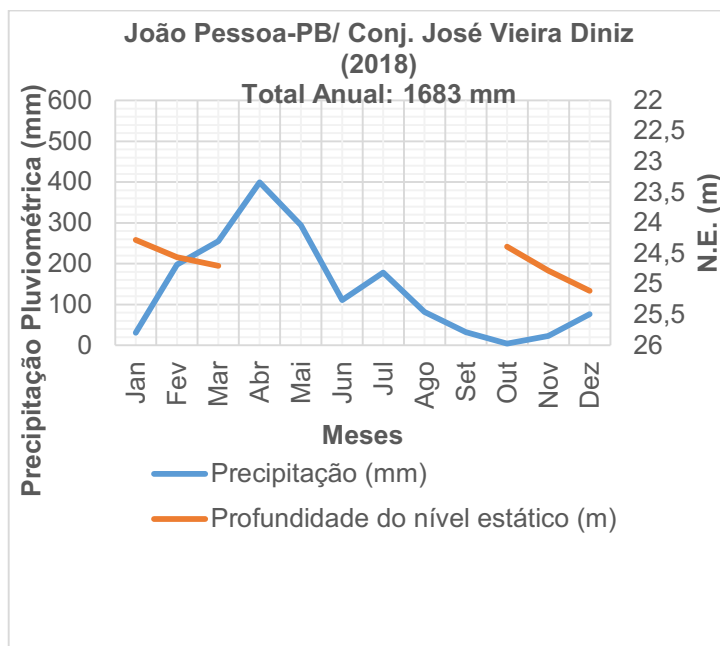 João Pessoa-PB/ Conj. José Vieira Diniz
(2018)
Total Anual: 1683 mm
Precipitação Pluviométrica (mm)
600
500
400
300
200
100
0
22
22,5
23
23,5
24
24,5
25
25,5
26
N.E. (m)
Jan
Fev
Mar
Abr
Mai
Jun
Jul
Ago
Set
Out
Nov
Dez
Meses
Precipitação (mm)
Profundidade do nível estático (m)